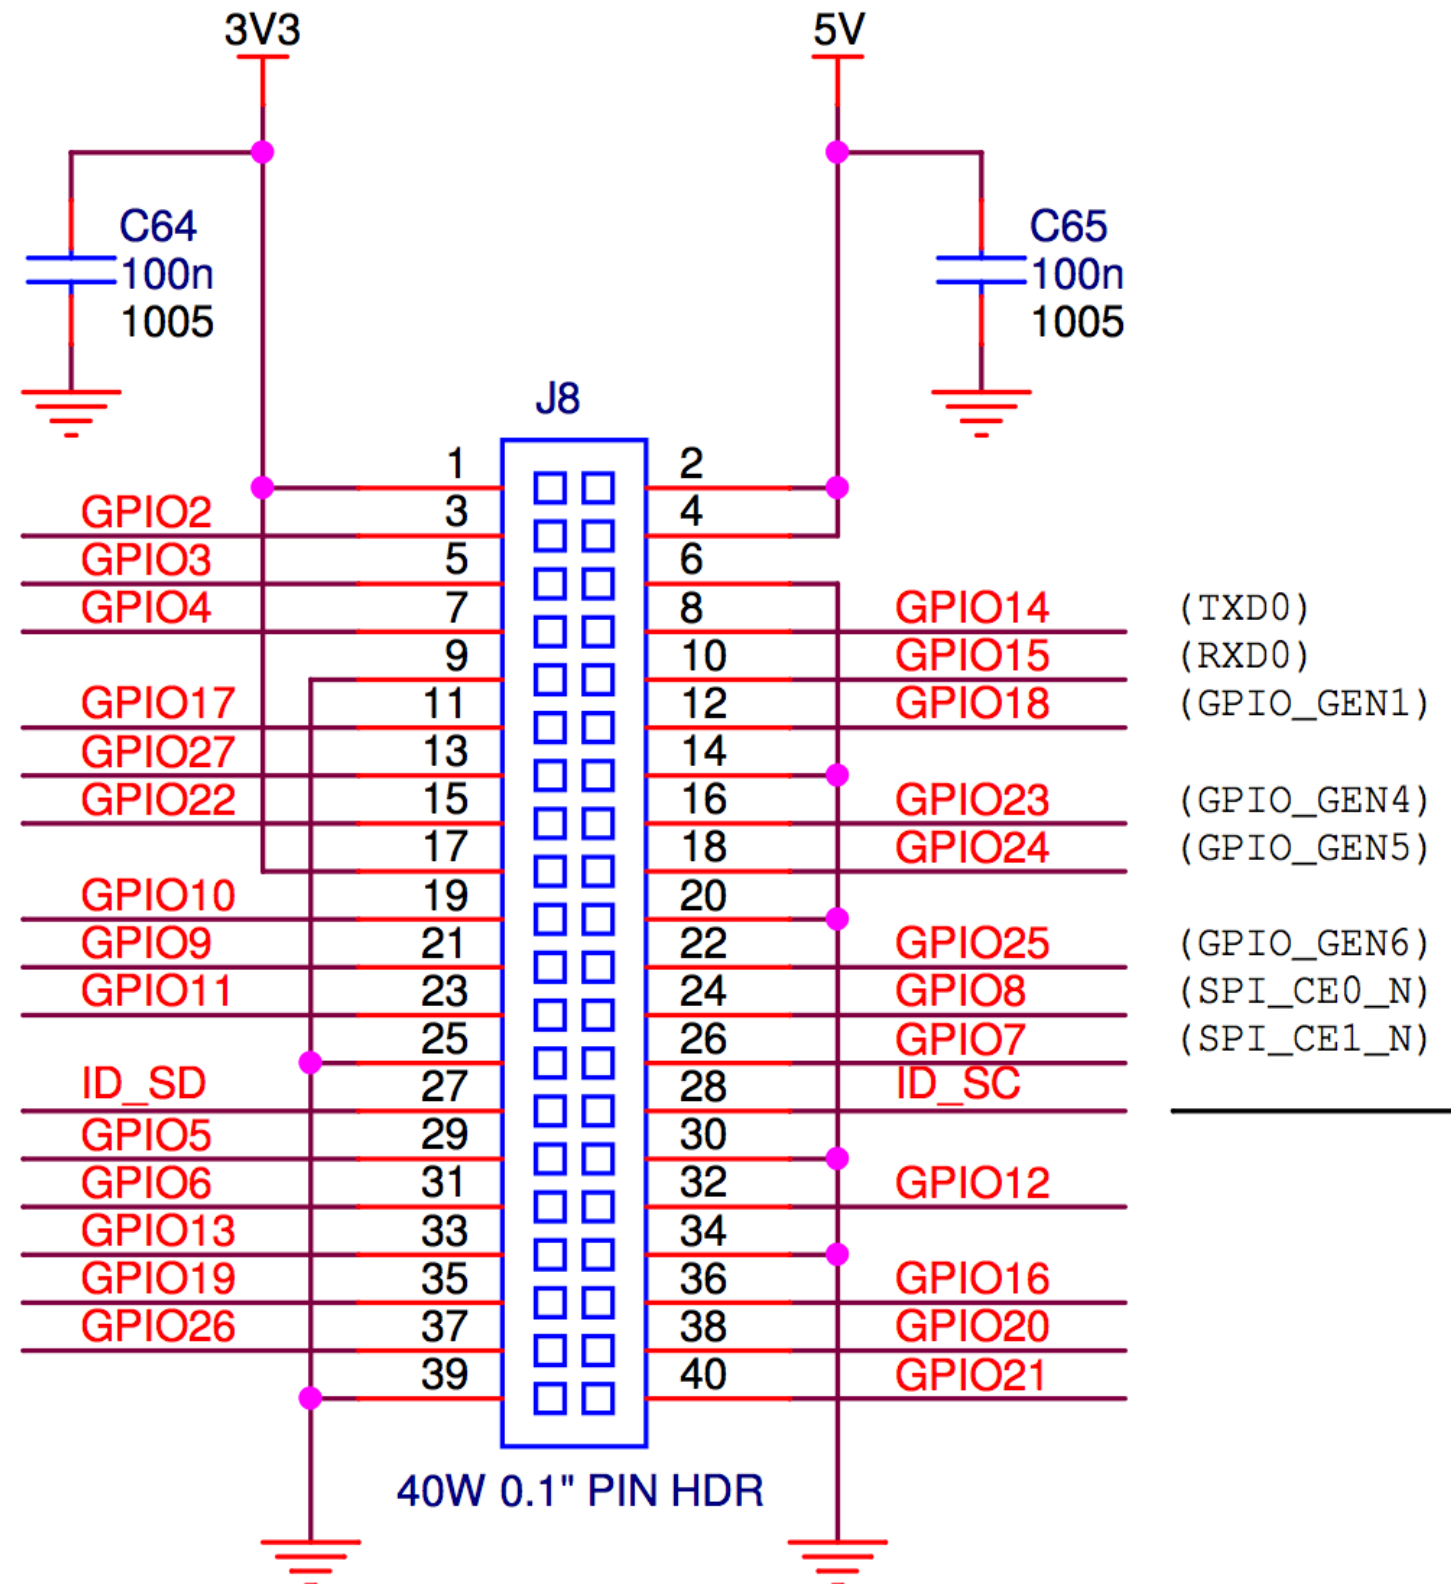 3V3 5V
C64 C65
100n 100n
1005 1005
J8
1 2
GPIO2 3 4
GPIO3 5 6
GPIO4 7 8 GPIO14 (TXD0)
9 10 GPIO15 (RXD0)
GPIO17 11 12 GPIO18 (GPIO_GEN1)
GPIO27 13 14
GPIO22 15 16 GPIO23 (GPIO_GEN4)
17 18 GPIO24 (GPIO_GEN5)
GPIO10 19 20
GPIO9 21 22 GPIO25 (GPIO_GEN6)
GPIO11 23 24 GPIO8 (SPI_CE0_N)
25 26 GPIO7 (SPI_CE1_N)
ID_SD 27 28 ID_SC
GPIO5 29 30
GPIO6 31 32 GPIO12
GPIO13 33 34
GPIO19 35 36 GPIO16
GPIO26 37 38 GPIO20
39 40 GPIO21
40W 0.1" PIN HDR